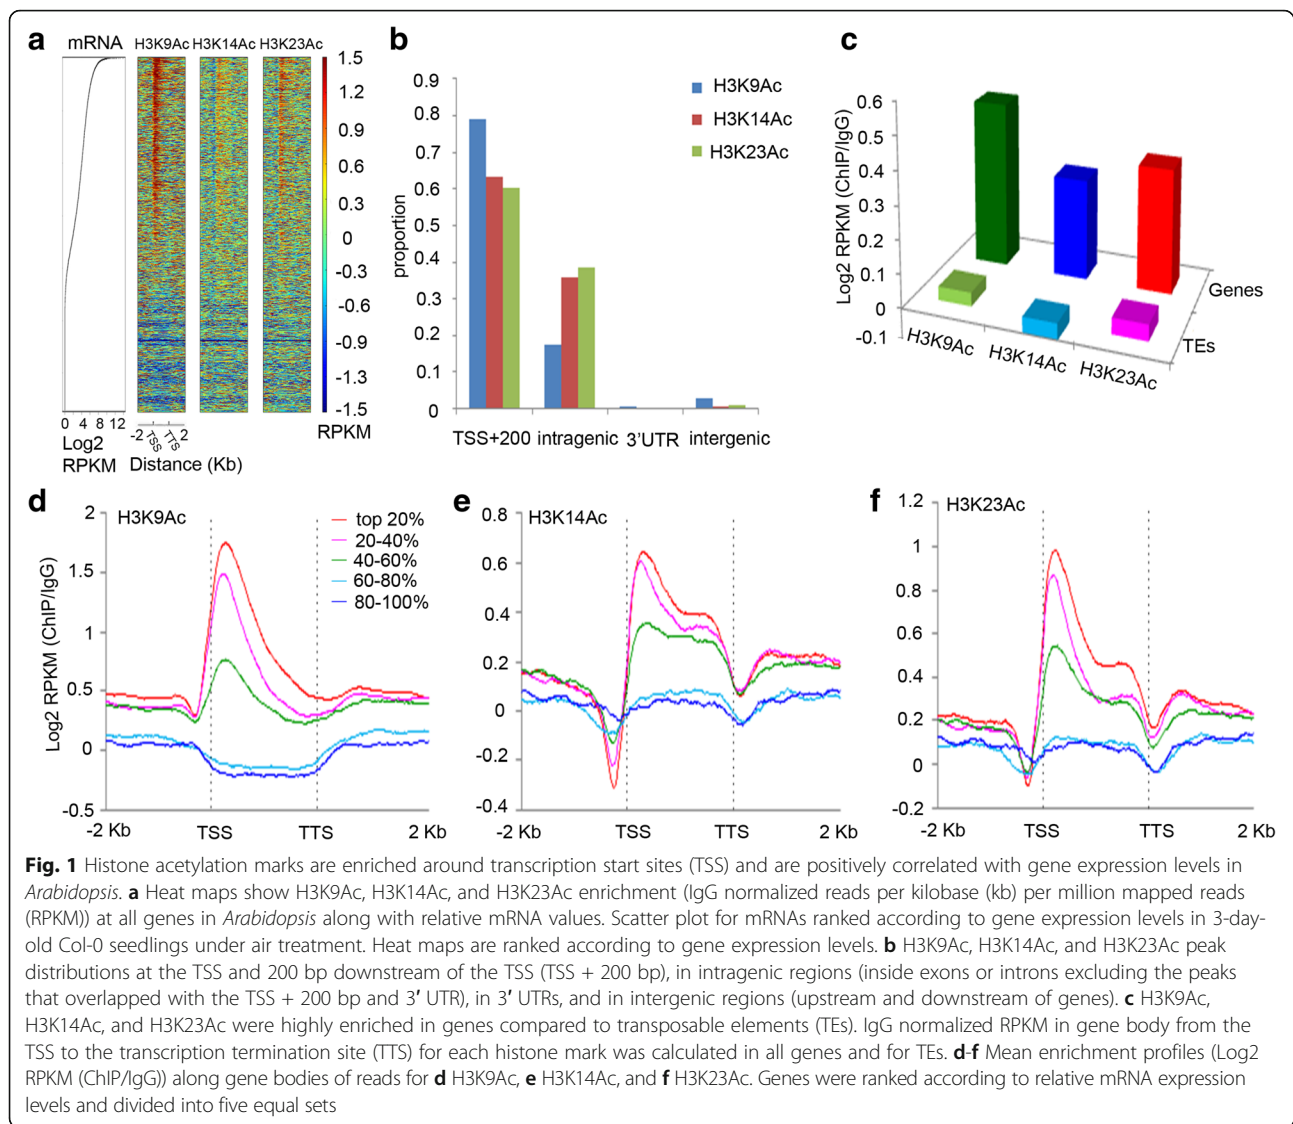 a
mRNA
H3K9Ac H3K14Ac H3K23Ac
1.5
1.2
0.9
0.6
0.3
0
-0.3
-0.6
-0.9
-1.3
-1.5
RPKM
0 4 8 12
Log2
RPKM
-2 TSS TTS 2
Distance (Kb)
b
0.9
0.8
0.7
0.6
0.5
0.4
0.3
0.2
0.1
0
proportion
H3K9Ac
H3K14Ac
H3K23Ac
TSS+200 intragenic 3'UTR intergenic
c
0.6
0.5
0.4
0.3
0.2
0.1
0
-0.1
Log2 RPKM (ChIP/IgG)
H3K9Ac
H3K14Ac
H3K23Ac
Genes
TEs
d
H3K9Ac
2
1.5
1
0.5
0
-0.5
Log2 RPKM (ChIP/IgG)
top 20%
20-40%
40-60%
60-80%
80-100%
-2 Kb TSS TTS 2 Kb
e
H3K14Ac
0.8
0.6
0.4
0.2
0
-0.2
-0.4
-2 Kb TSS TTS 2 Kb
f
H3K23Ac
1.2
1
0.8
0.6
0.4
0.2
0
-0.2
-2 Kb TSS TTS 2 Kb
Fig. 1 Histone acetylation marks are enriched around transcription start sites (TSS) and are positively correlated with gene expression levels in
Arabidopsis. a Heat maps show H3K9Ac, H3K14Ac, and H3K23Ac enrichment (IgG normalized reads per kilobase (kb) per million mapped reads
(RPKM)) at all genes in Arabidopsis along with relative mRNA values. Scatter plot for mRNAs ranked according to gene expression levels in 3-day-
old Col-0 seedlings under air treatment. Heat maps are ranked according to gene expression levels. b H3K9Ac, H3K14Ac, and H3K23Ac peak
distributions at the TSS and 200 bp downstream of the TSS (TSS + 200 bp), in intragenic regions (inside exons or introns excluding the peaks
that overlapped with the TSS + 200 bp and 3′ UTR), in 3′ UTRs, and in intergenic regions (upstream and downstream of genes). c H3K9Ac,
H3K14Ac, and H3K23Ac were highly enriched in genes compared to transposable elements (TEs). IgG normalized RPKM in gene body from the
TSS to the transcription termination site (TTS) for each histone mark was calculated in all genes and for TEs. d-f Mean enrichment profiles (Log2
RPKM (ChIP/IgG)) along gene bodies of reads for d H3K9Ac, e H3K14Ac, and f H3K23Ac. Genes were ranked according to relative mRNA expression
levels and divided into five equal sets